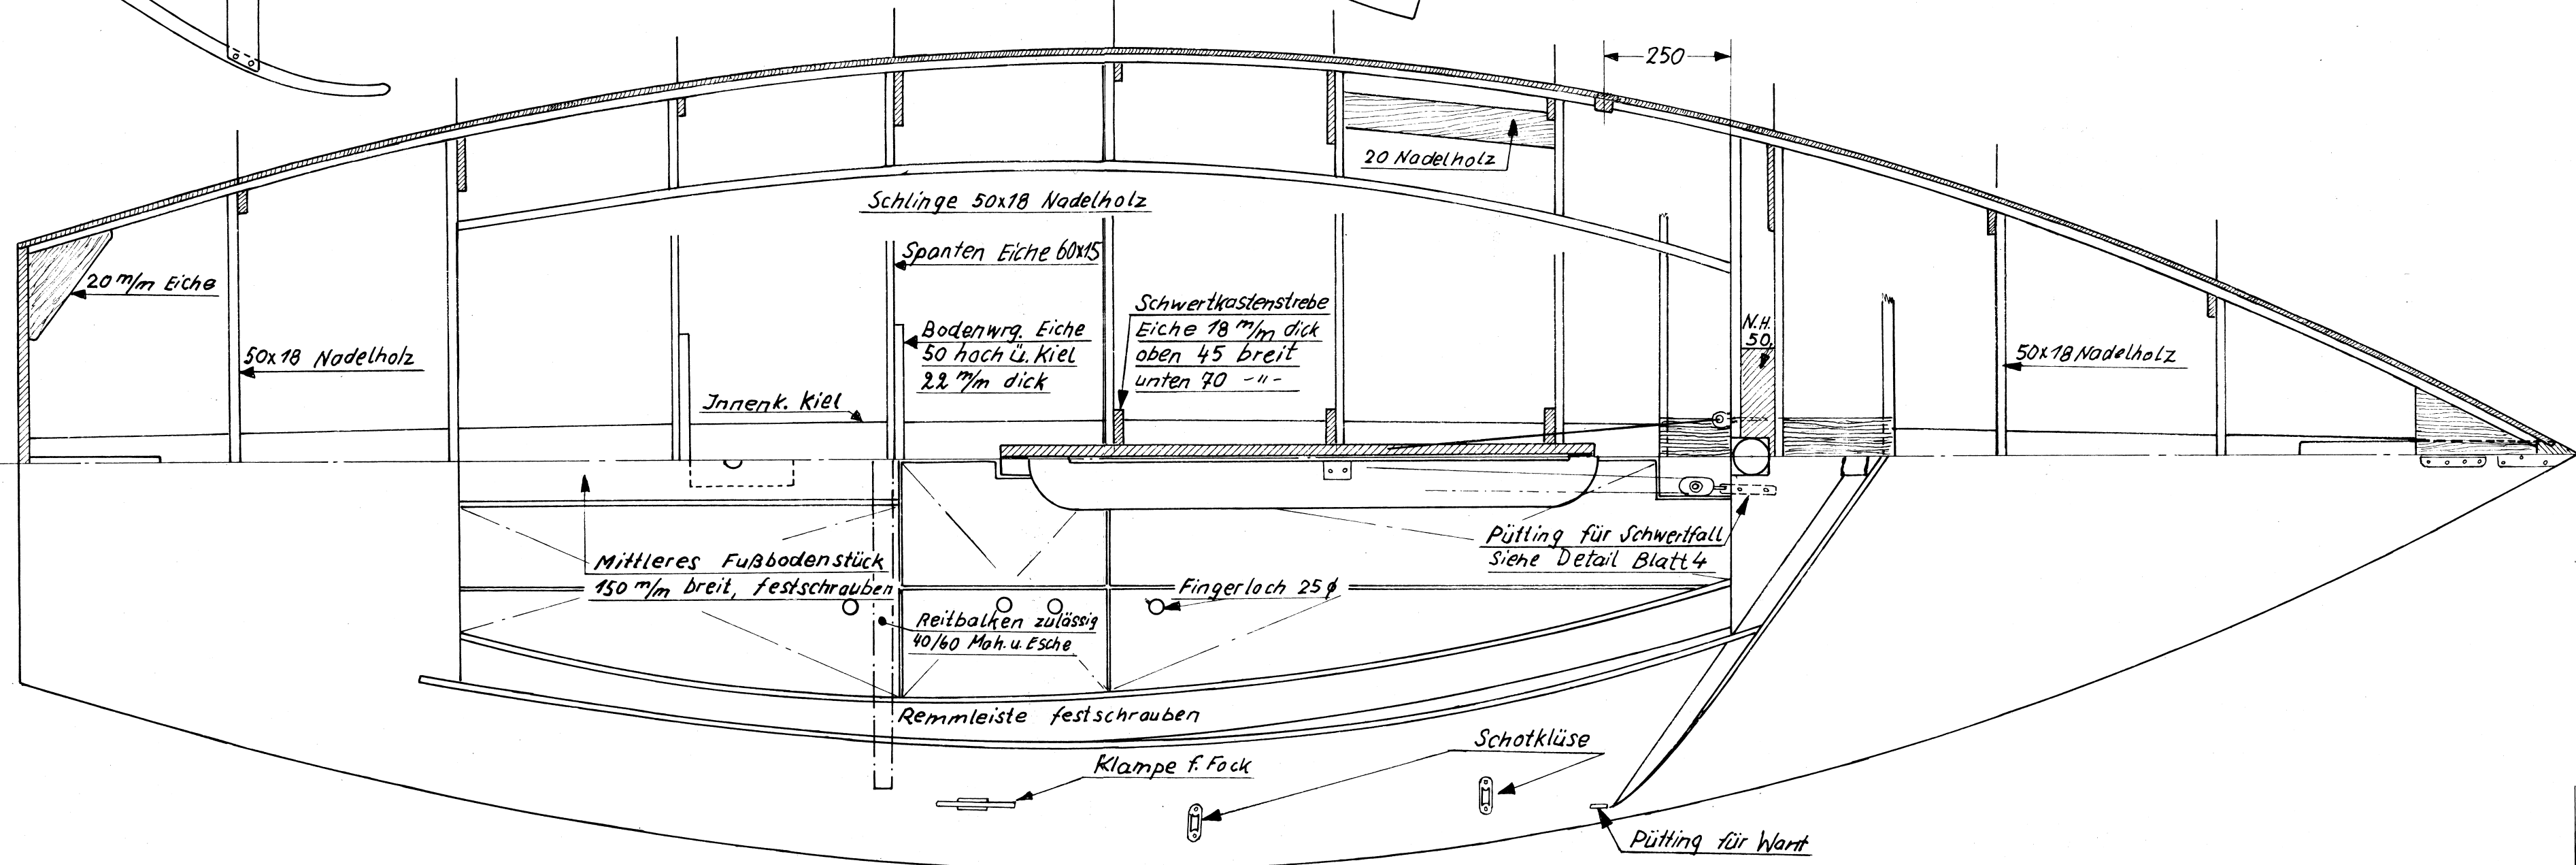 250
20 Nadelholz
Schlinge 50x18 Nadelholz
Spanten Eiche 60x15
20 m/m Eiche
Schwertkastenstrebe
Eiche 18 m/m dick
oben 45 breit
unten 70 -"-
Bodenwrg. Eiche
50 hoch ü. Kiel
22 m/m dick
N.H.
50
50x18 Nadelholz
50x18 Nadelholz
Innenk. Kiel
Mittleres Fußbodenstück
150 m/m breit, festschrauben
Pütting für Schwertfall
Siehe Detail Blatt 4
Fingerloch 25 ϕ
Reitbalken zulässig
40/60 Mah. u. Esche
Remmleiste festschrauben
Schotklüse
Klampe f. Fock
Pütting für Want